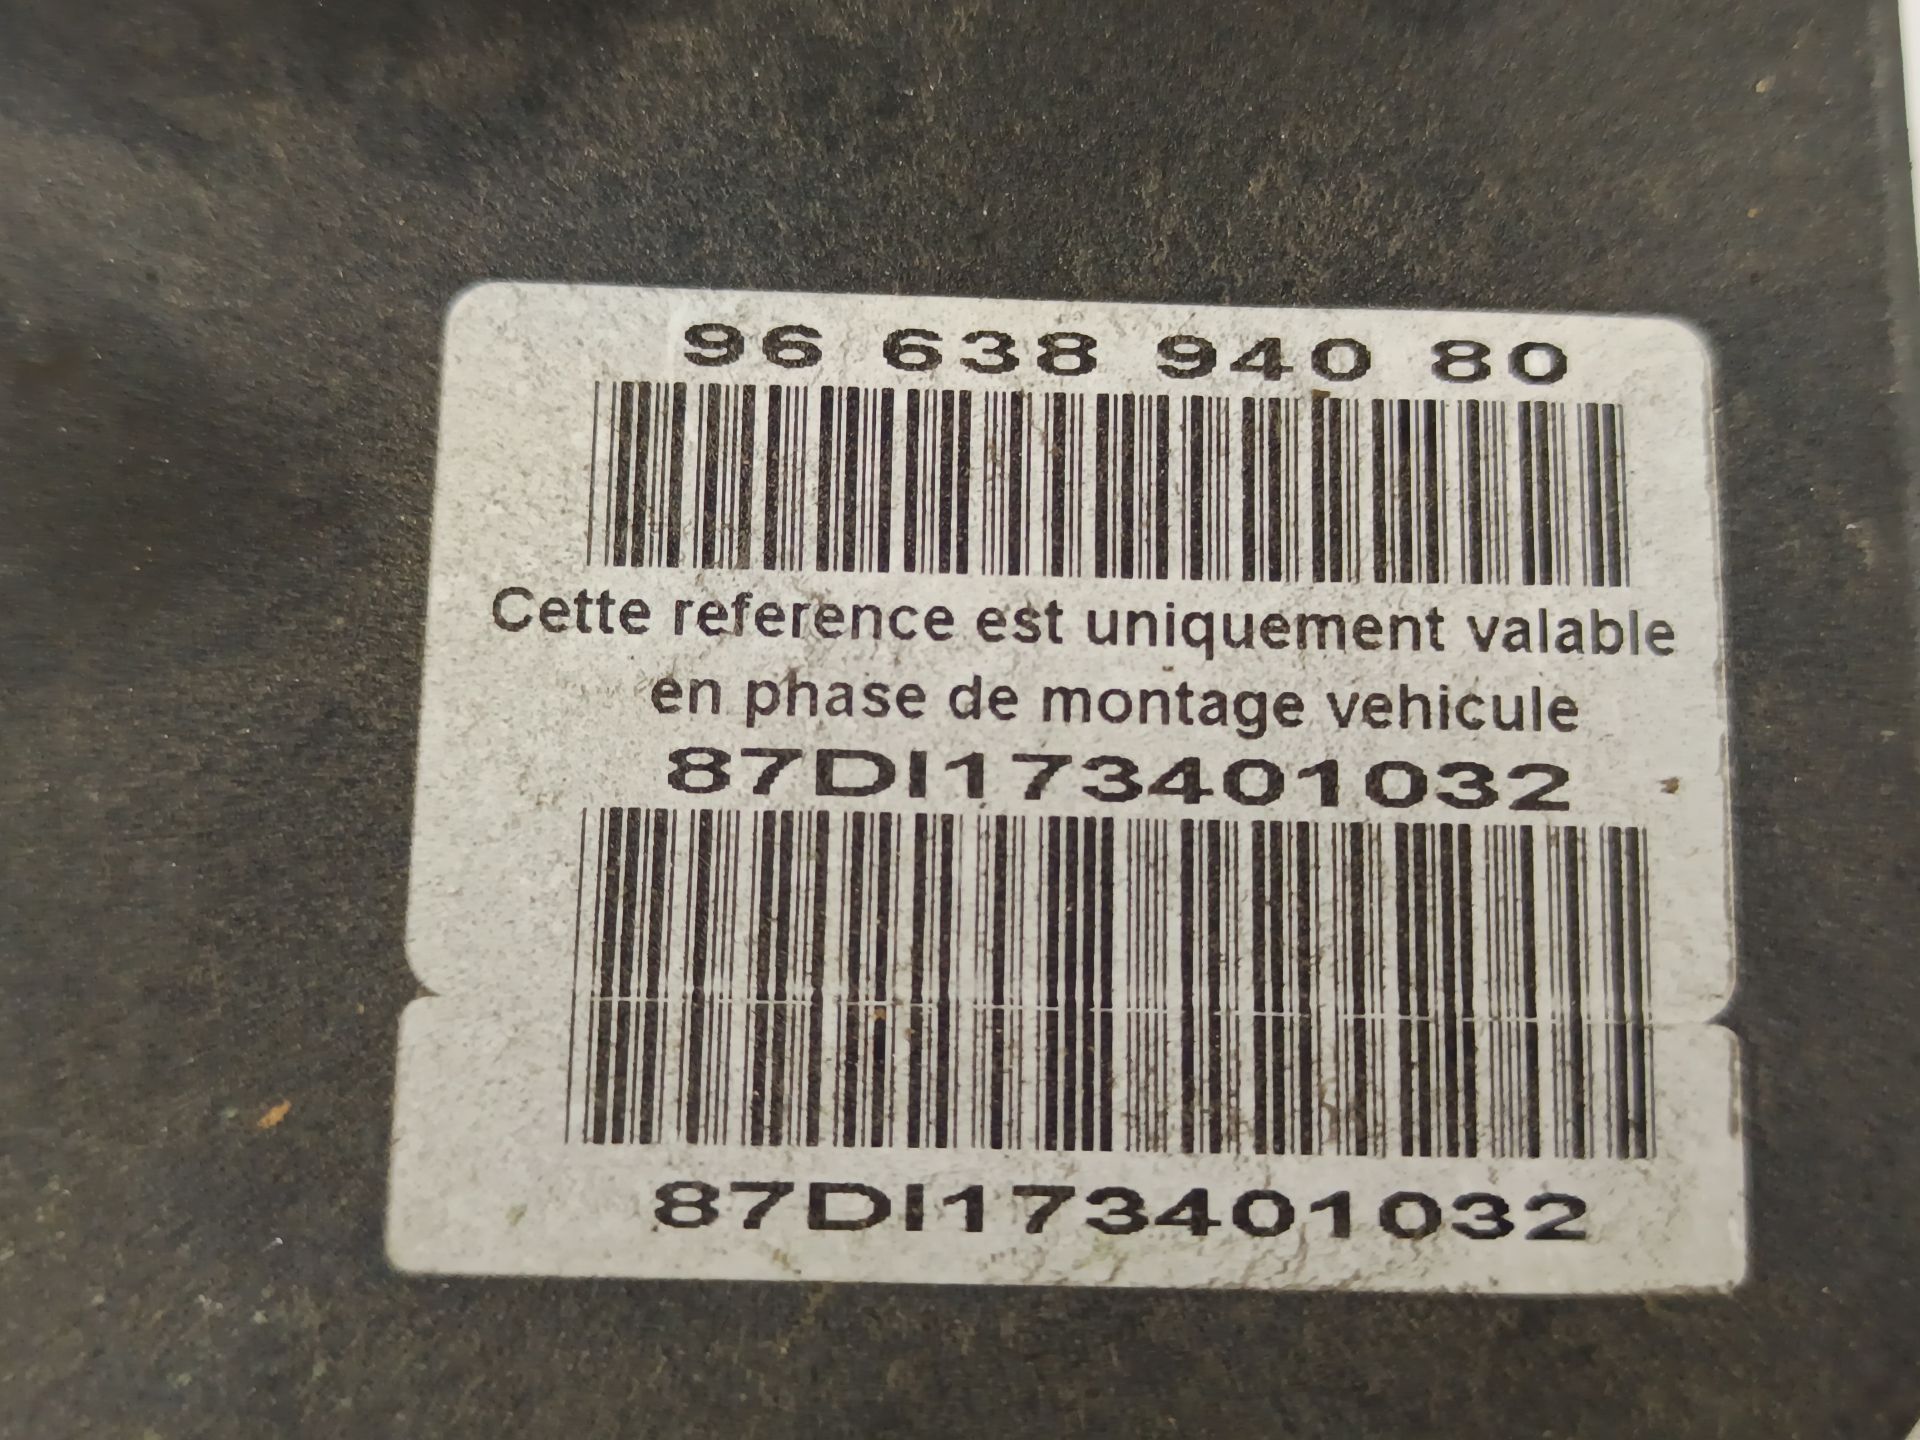 96 638 940 80
Cette reference est uniquement valable
en phase de montage vehicule
87DI173401032
87DI173401032